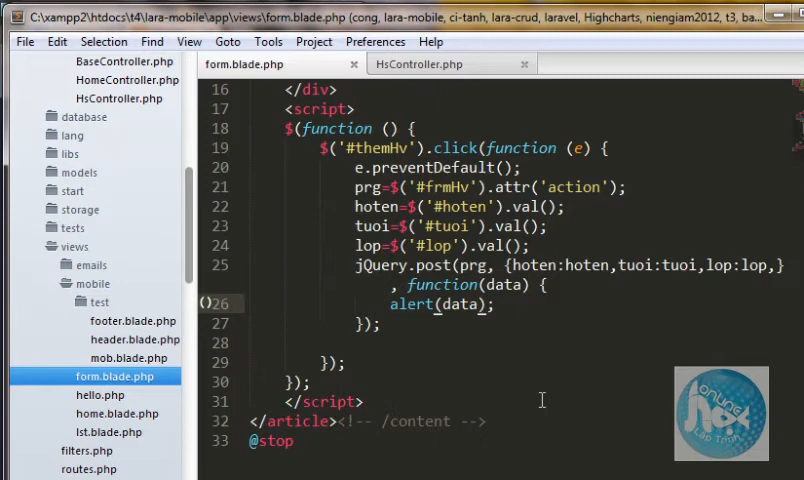 C:\xampp2\htdocs\t4\lara-mobile\app\views\form.blade.php (cong, lara-mobile, ci-tanh, lara-crud, laravel, Highcharts, niengiam2012, t3, ba...
File Edit Selection Find View Goto Tools Project Preferences Help
BaseController.php
HomeController.php
HsController.php
database
lang
libs
models
start
storage
tests
views
emails
mobile
test
footer.blade.php
header.blade.php
mob.blade.php
form.blade.php
hello.php
home.blade.php
lst.blade.php
filters.php
routes.php
form.blade.php × HsController.php ×
16 </div>
17 <script>
18 $(function () {
19 $('#themHv').click(function (e) {
20 e.preventDefault();
21 prg=$('#frmHv').attr('action');
22 hoten=$('#hoten').val();
23 tuoi=$('#tuoi').val();
24 lop=$('#lop').val();
25 jQuery.post(prg, {hoten:hoten,tuoi:tuoi,lop:lop,}
, function(data) {
()26 alert(data);
27 });
28
29 });
30 });
31 </script>
32 </article><!-- /content -->
33 @stop
ONLINE
học
Lập Trình